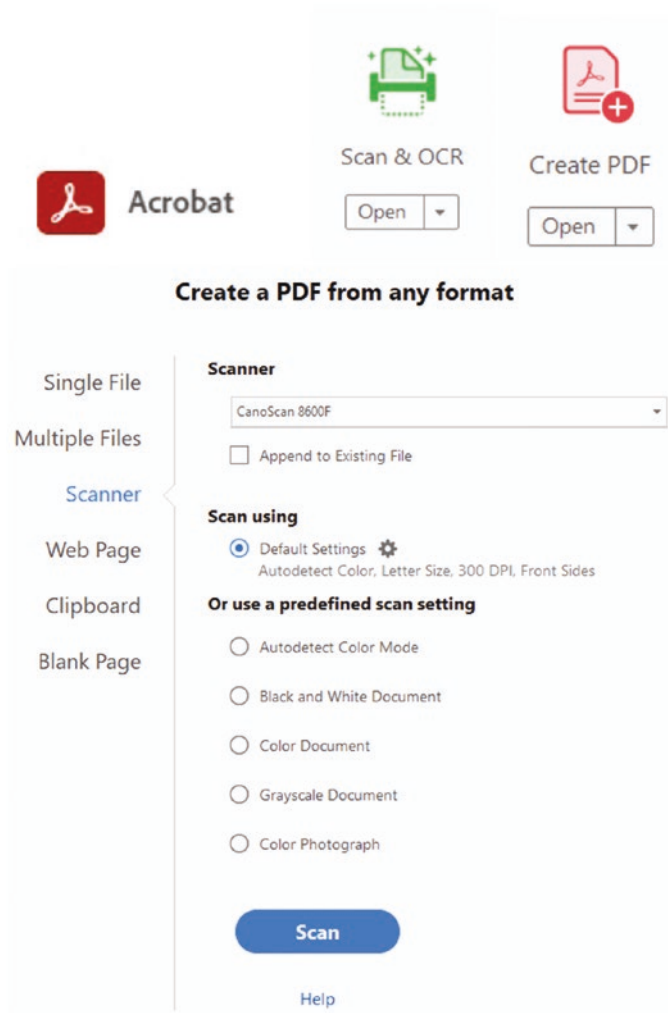 Scan & OCR
Open
Create PDF
Open
Acrobat
Create a PDF from any format
Single File
Multiple Files
Scanner
Web Page
Clipboard
Blank Page
Scanner
CanoScan 8600F
Append to Existing File
Scan using
Default Settings
Autodetect Color, Letter Size, 300 DPI, Front Sides
Or use a predefined scan setting
Autodetect Color Mode
Black and White Document
Color Document
Grayscale Document
Color Photograph
Scan
Help